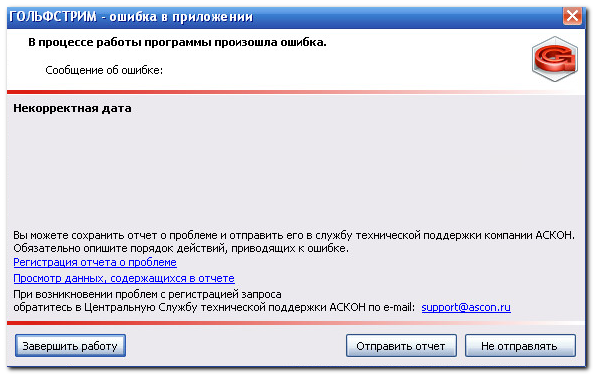 ГОЛЬФСТРИМ - ошибка в приложении
В процессе работы программы произошла ошибка.
Сообщение об ошибке:
Некорректная дата
Вы можете сохранить отчет о проблеме и отправить его в службу технической поддержки компании АСКОН.
Обязательно опишите порядок действий, приводящих к ошибке.
Регистрация отчета о проблеме
Просмотр данных, содержащихся в отчете
При возникновении проблем с регистрацией запроса
обратитесь в Центральную Службу технической поддержки АСКОН по e-mail: support@ascon.ru
Завершить работу
Отправить отчет
Не отправлять